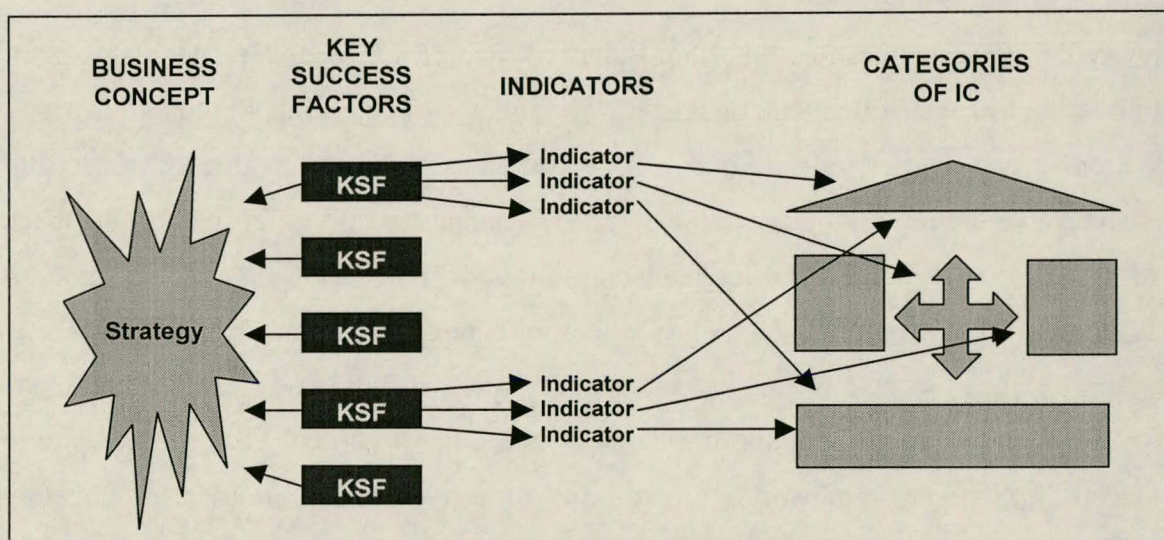 BUSINESS
CONCEPT
KEY
SUCCESS
FACTORS
INDICATORS
CATEGORIES
OF IC
Strategy
KSF
KSF
KSF
KSF
KSF
Indicator
Indicator
Indicator
Indicator
Indicator
Indicator